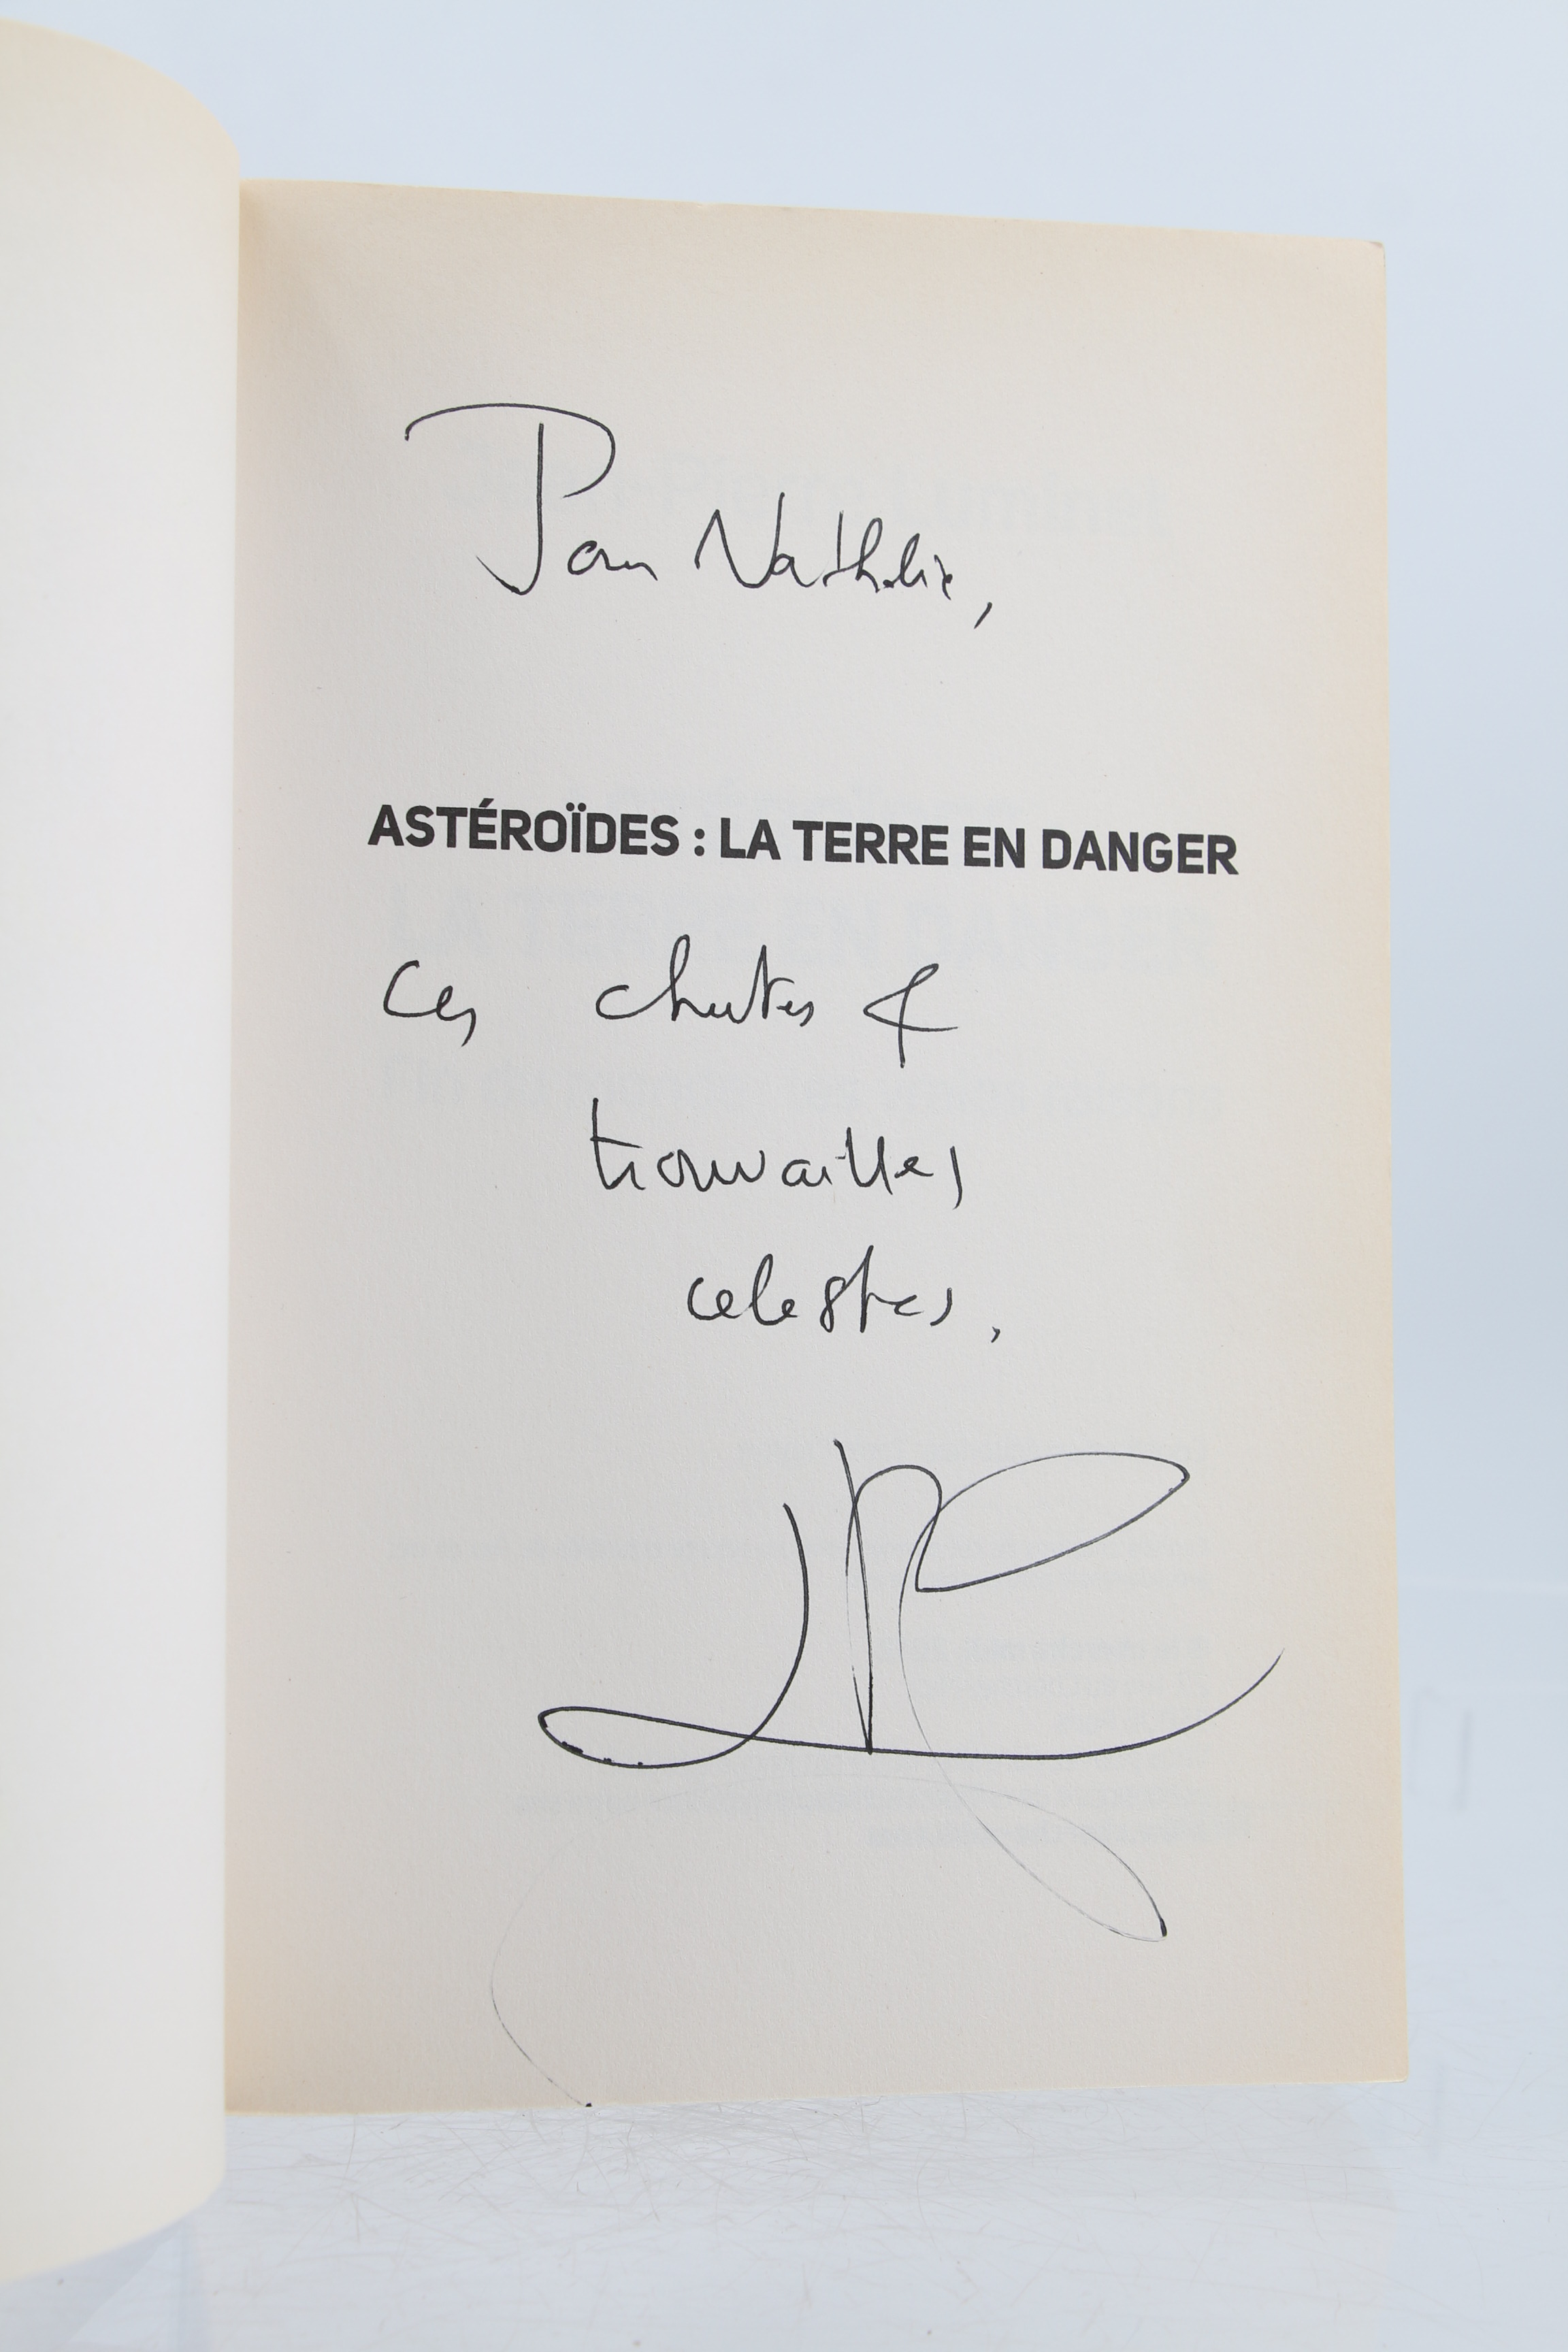 Pour Nathalie,
ASTÉROÏDES : LA TERRE EN DANGER
Ces chutes &
trouvailles
celestes.